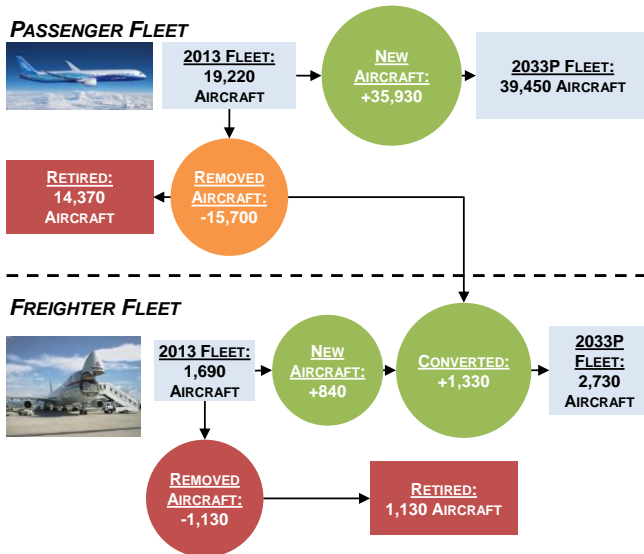 PASSENGER FLEET
2013 FLEET:
19,220
AIRCRAFT
NEW
AIRCRAFT:
+35,930
2033P FLEET:
39,450 AIRCRAFT
RETIRED:
14,370
AIRCRAFT
REMOVED
AIRCRAFT:
-15,700
FREIGHTER FLEET
2013 FLEET:
1,690
AIRCRAFT
NEW
AIRCRAFT:
+840
CONVERTED:
+1,330
2033P
FLEET:
2,730
AIRCRAFT
REMOVED
AIRCRAFT:
-1,130
RETIRED:
1,130 AIRCRAFT